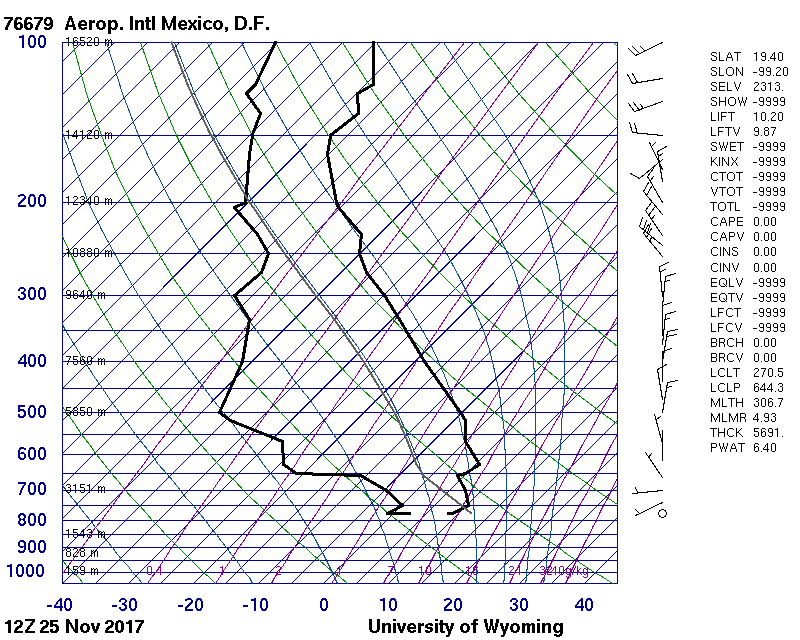 76679 Aerop. Intl Mexico, D.F.
100 16520 m
14120 m
200 12340 m
10880 m
300 9640 m
400 7560 m
500 5850 m
600
700 3151 m
800
1543 m
900
828 m
1000 159 m 0.4 1 2 4 7 10 16 24 32 40g/kg
-40 -30 -20 -10 0 10 20 30 40
12Z 25 Nov 2017 University of Wyoming
SLAT 19.40
SLON -99.20
SELV 2313.
SHOW -9999
LIFT 10.20
LFTV 9.87
SWET -9999
KINX -9999
CTOT -9999
VTOT -9999
TOTL -9999
CAPE 0.00
CAPV 0.00
CINS 0.00
CINV 0.00
EQLV -9999
EQTV -9999
LFCT -9999
LFCV -9999
BRCH 0.00
BRCV 0.00
LCLT 270.5
LCLP 644.3
MLTH 306.7
MLMR 4.93
THCK 5691.
PWAT 6.40